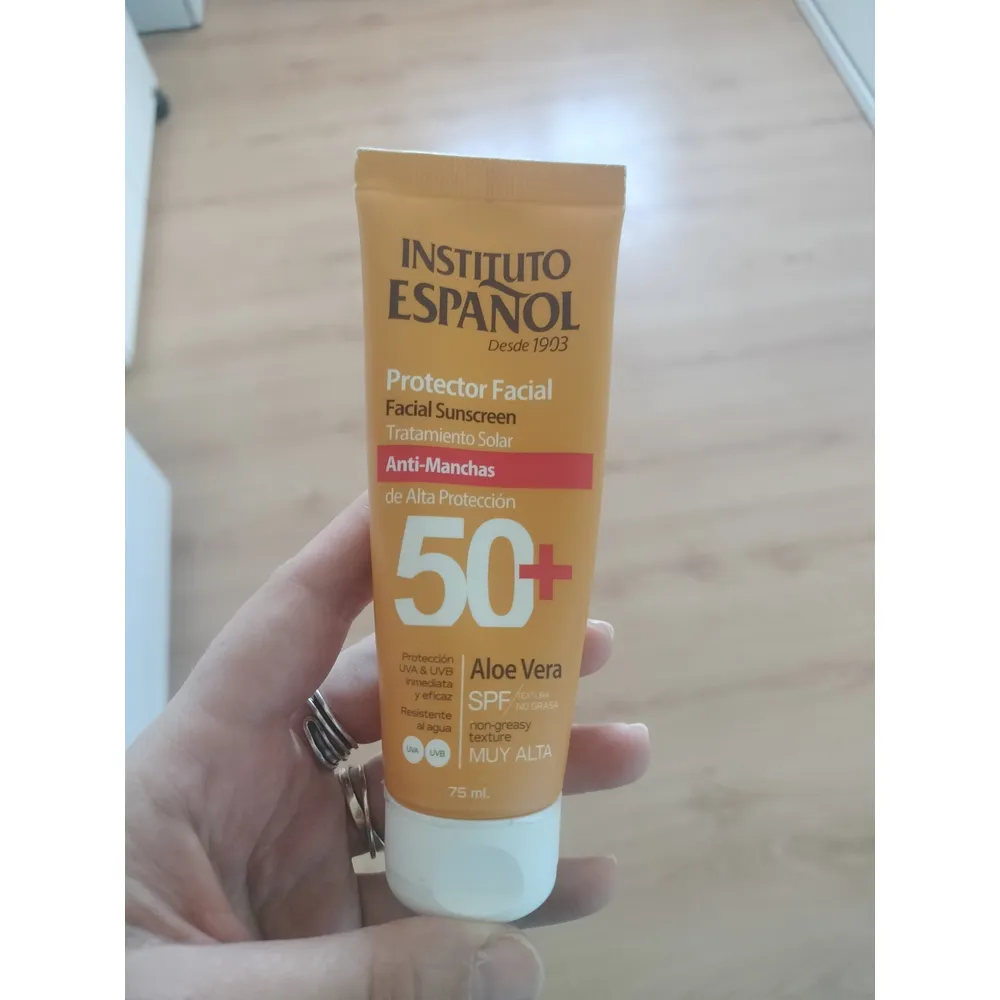 INSTITUTO
ESPAÑOL
Desde 1903
Protector Facial
Facial Sunscreen
Tratamiento Solar
Anti-Manchas
de Alta Protección
50+
Protección
UVA & UVB
inmediata
y eficaz
Resistente
al agua
UVA UVB
Aloe Vera
SPF
TEXTURA
NO GRASA
non-greasy
texture
MUY ALTA
75 ml.